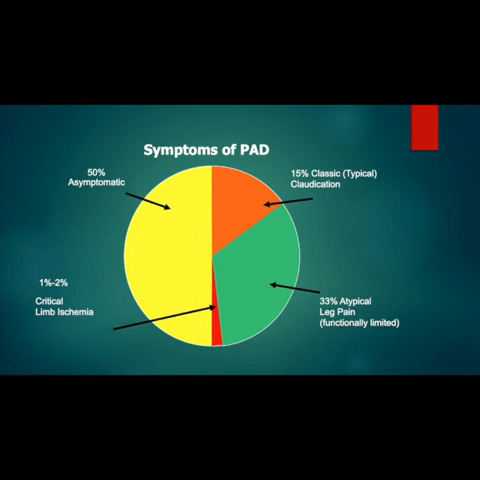 Symptoms of PAD
50%
Asymptomatic
15% Classic (Typical)
Claudication
1%-2%
Critical
Limb Ischemia
33% Atypical
Leg Pain
(functionally limited)